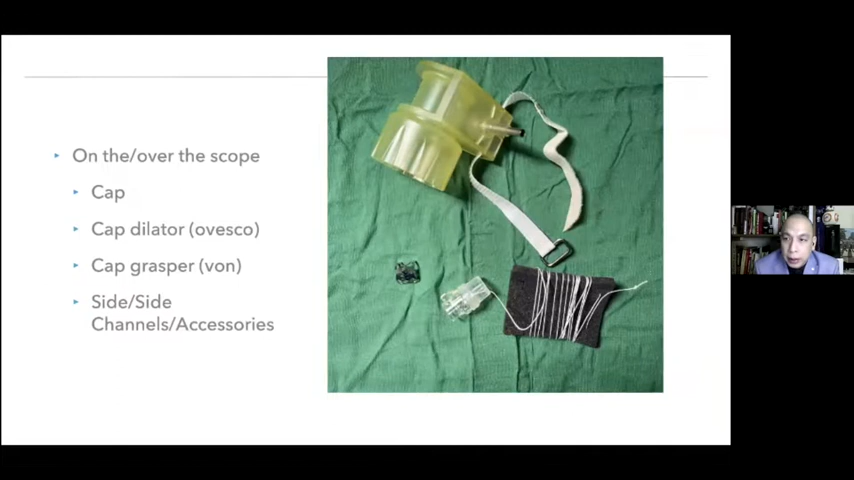 On the/over the scope
Cap
Cap dilator (ovesco)
Cap grasper (von)
Side/Side
Channels/Accessories